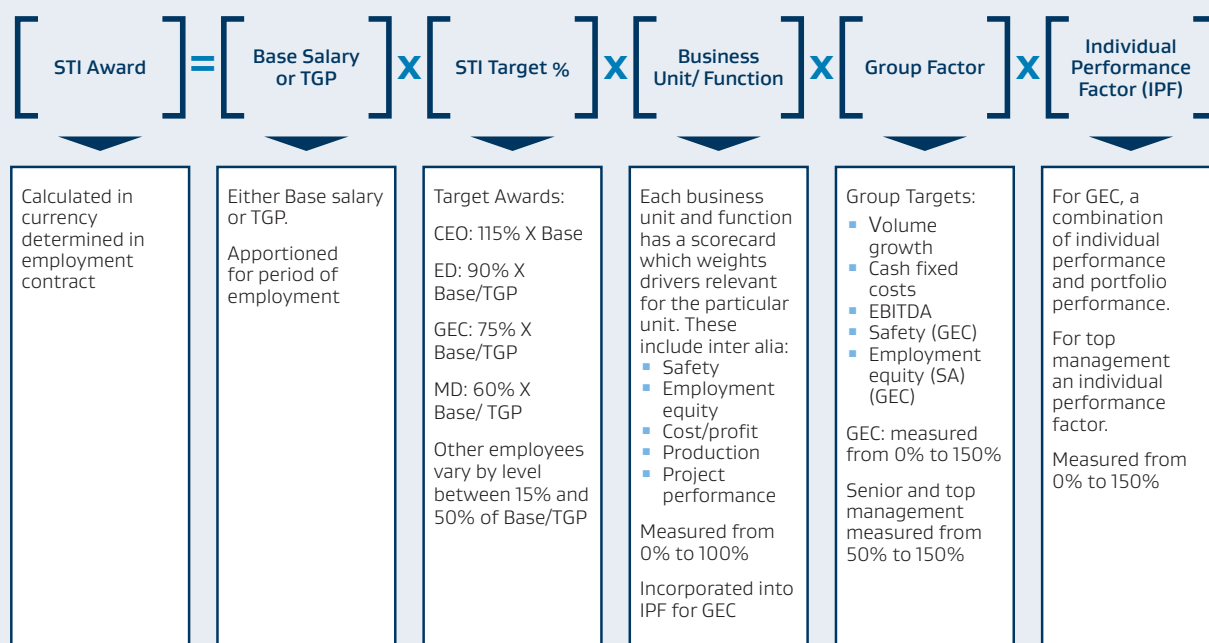 STI Award
=
Base Salary
or TGP
X
STI Target %
X
Business
Unit/ Function
X
Group Factor
X
Individual
Performance
Factor (IPF)
Calculated in
currency
determined in
employment
contract
Either Base salary
or TGP.
Apportioned
for period of
employment
Target Awards:
CEO: 115% X Base
ED: 90% X
Base/TGP
GEC: 75% X
Base/TGP
MD: 60% X
Base/ TGP
Other employees
vary by level
between 15% and
50% of Base/TGP
Each business
unit and function
has a scorecard
which weights
drivers relevant
for the particular
unit. These
include inter alia:
▪ Safety
▪ Employment
equity
▪ Cost/profit
▪ Production
▪ Project
performance
Measured from
0% to 100%
Incorporated into
IPF for GEC
Group Targets:
▪ Volume
growth
▪ Cash fixed
costs
▪ EBITDA
▪ Safety (GEC)
▪ Employment
equity (SA)
(GEC)
GEC: measured
from 0% to 150%
Senior and top
management
measured from
50% to 150%
For GEC, a
combination
of individual
performance
and portfolio
performance.
For top
management
an individual
performance
factor.
Measured from
0% to 150%